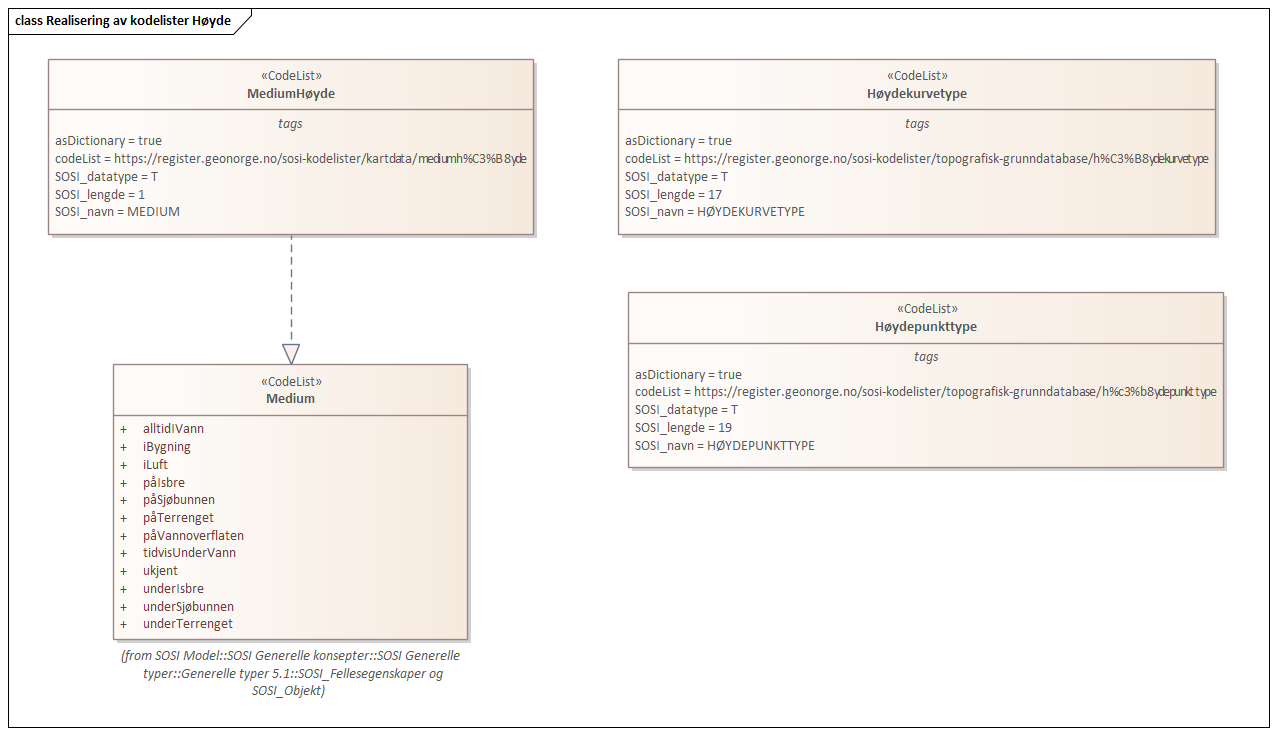 class Realisering av kodelister Høyde
«CodeList»
MediumHøyde
tags
asDictionary = true
codeList = https://register.geonorge.no/sosi-kodelister/kartdata/mediumh%C3%B8yde
SOSI_datatype = T
SOSI_lengde = 1
SOSI_navn = MEDIUM
«CodeList»
Høydekurvetype
tags
asDictionary = true
codeList = https://register.geonorge.no/sosi-kodelister/topografisk-grunndatabase/h%C3%B8ydekurvetype
SOSI_datatype = T
SOSI_lengde = 17
SOSI_navn = HØYDEKURVETYPE
«CodeList»
Høydepunkttype
tags
asDictionary = true
codeList = https://register.geonorge.no/sosi-kodelister/topografisk-grunndatabase/h%c3%b8ydepunkttype
SOSI_datatype = T
SOSI_lengde = 19
SOSI_navn = HØYDEPUNKTTYPE
«CodeList»
Medium
+ alltidIVann
+ iBygning
+ iLuft
+ påIsbre
+ påSjøbunnen
+ påTerrenget
+ påVannoverflaten
+ tidvisUnderVann
+ ukjent
+ underIsbre
+ underSjøbunnen
+ underTerrenget
(from SOSI Model::SOSI Generelle konsepter::SOSI Generelle
typer::Generelle typer 5.1::SOSI_Fellesegenskaper og
SOSI_Objekt)